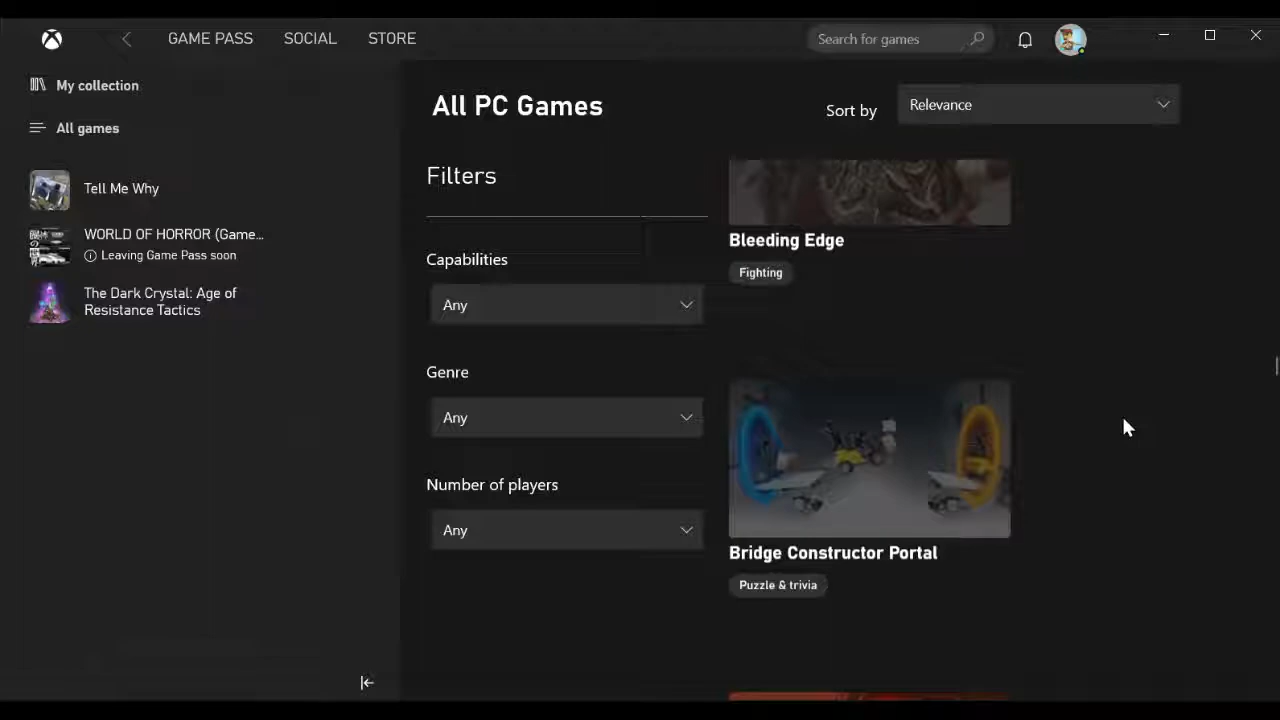 GAME PASS
SOCIAL
STORE
Search for games
My collection
All games
Tell Me Why
WORLD OF HORROR (Game...
Leaving Game Pass soon
The Dark Crystal: Age of
Resistance Tactics
All PC Games
Sort by
Relevance
Filters
Capabilities
Any
Genre
Any
Number of players
Any
Bleeding Edge
Fighting
Bridge Constructor Portal
Puzzle & trivia